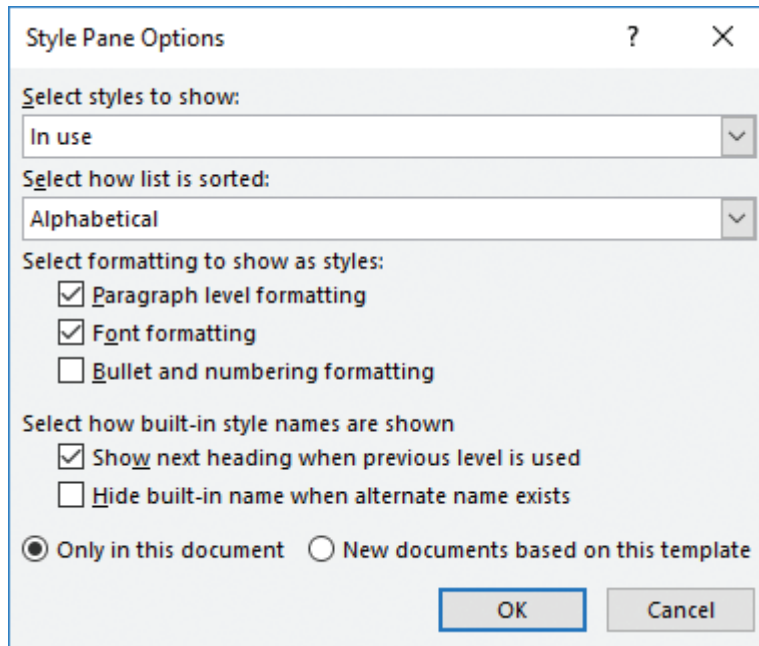 Style Pane Options ?
Select styles to show:
In use
Select how list is sorted:
Alphabetical
Select formatting to show as styles:
Paragraph level formatting
Font formatting
Bullet and numbering formatting
Select how built-in style names are shown
Show next heading when previous level is used
Hide built-in name when alternate name exists
Only in this document New documents based on this template
OK Cancel